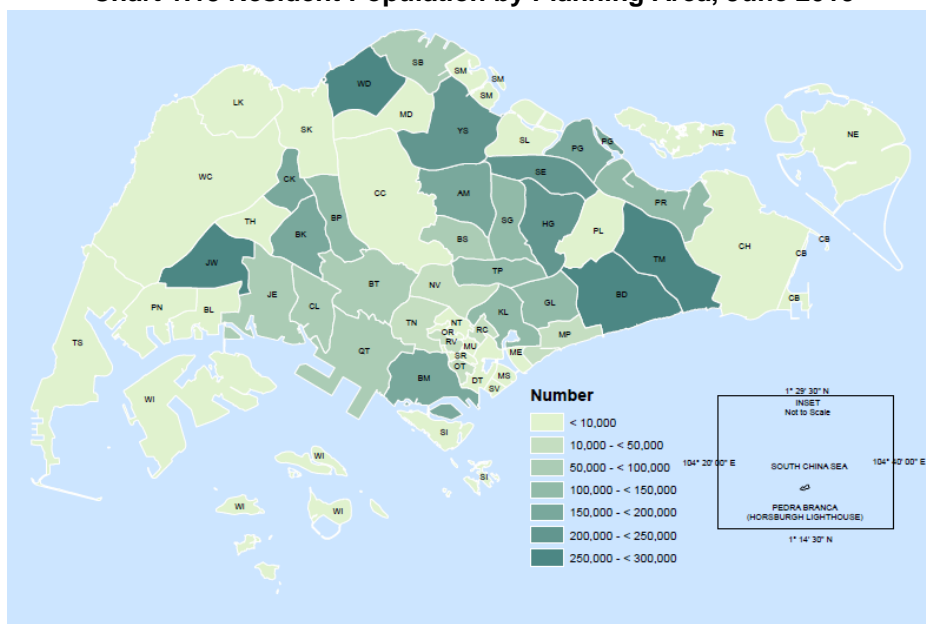 Chart Resident Population by Planning Area, June
SB
SM
SM
SM
WD
LK
MD
SK
YS
SL
PG
PG
NE
NE
WC
CK
CC
AM
SE
BP
SG
HG
PR
TH
BK
BS
PL
CH
CB
CB
JW
TM
TP
BT
NV
JE
CL
BD
CB
PN
BL
KL
GL
TN
NT
OR
RC
MP
RV
MU
TS
QT
SR
ME
OT
BM
DT
MS
SV
WI
SI
WI
SI
WI
WI
Number
< 10,000
10,000 - < 50,000
50,000 - < 100,000
100,000 - < 150,000
150,000 - < 200,000
200,000 - < 250,000
250,000 - < 300,000
1° 29' 30" N
INSET
Not to Scale
104° 20' 00" E
SOUTH CHINA SEA
104° 40' 00" E
PEDRA BRANCA
(HORSBURGH LIGHTHOUSE)
1° 14' 30" N